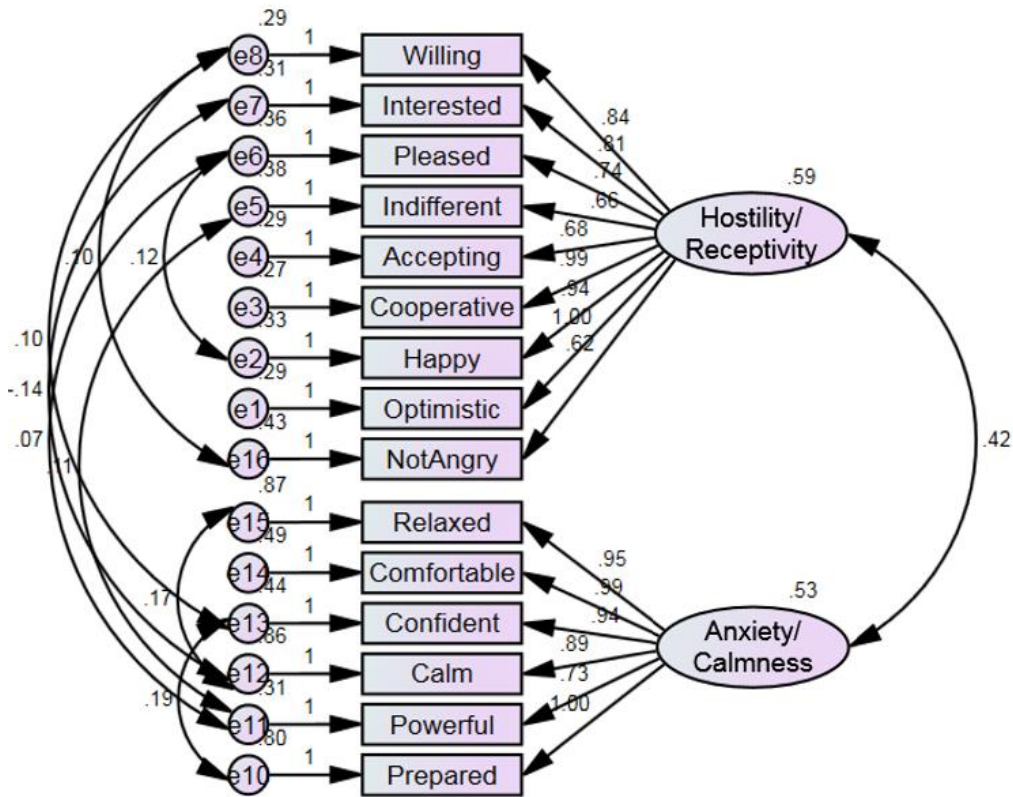 .29
e8 1 Willing
.31
e7 1 Interested
.36
e6 1 Pleased
.38
e5 1 Indifferent
.29
e4 1 Accepting
.27
e3 1 Cooperative
.33
e2 1 Happy
.29
e1 1 Optimistic
.43
e16 1 NotAngry
.87
e15 1 Relaxed
.49
e14 1 Comfortable
.44
e13 1 Confident
.86
e12 1 Calm
.31
e11 1 Powerful
.80
e10 1 Prepared
.84
.81
.74
.66
.68
.99
.94
1.00
.62
.59
Hostility/
Receptivity
.42
.95
.99
.94
.89
.73
1.00
.53
Anxiety/
Calmness
.10
.12
.10
-.14
.07
.11
.17
.19